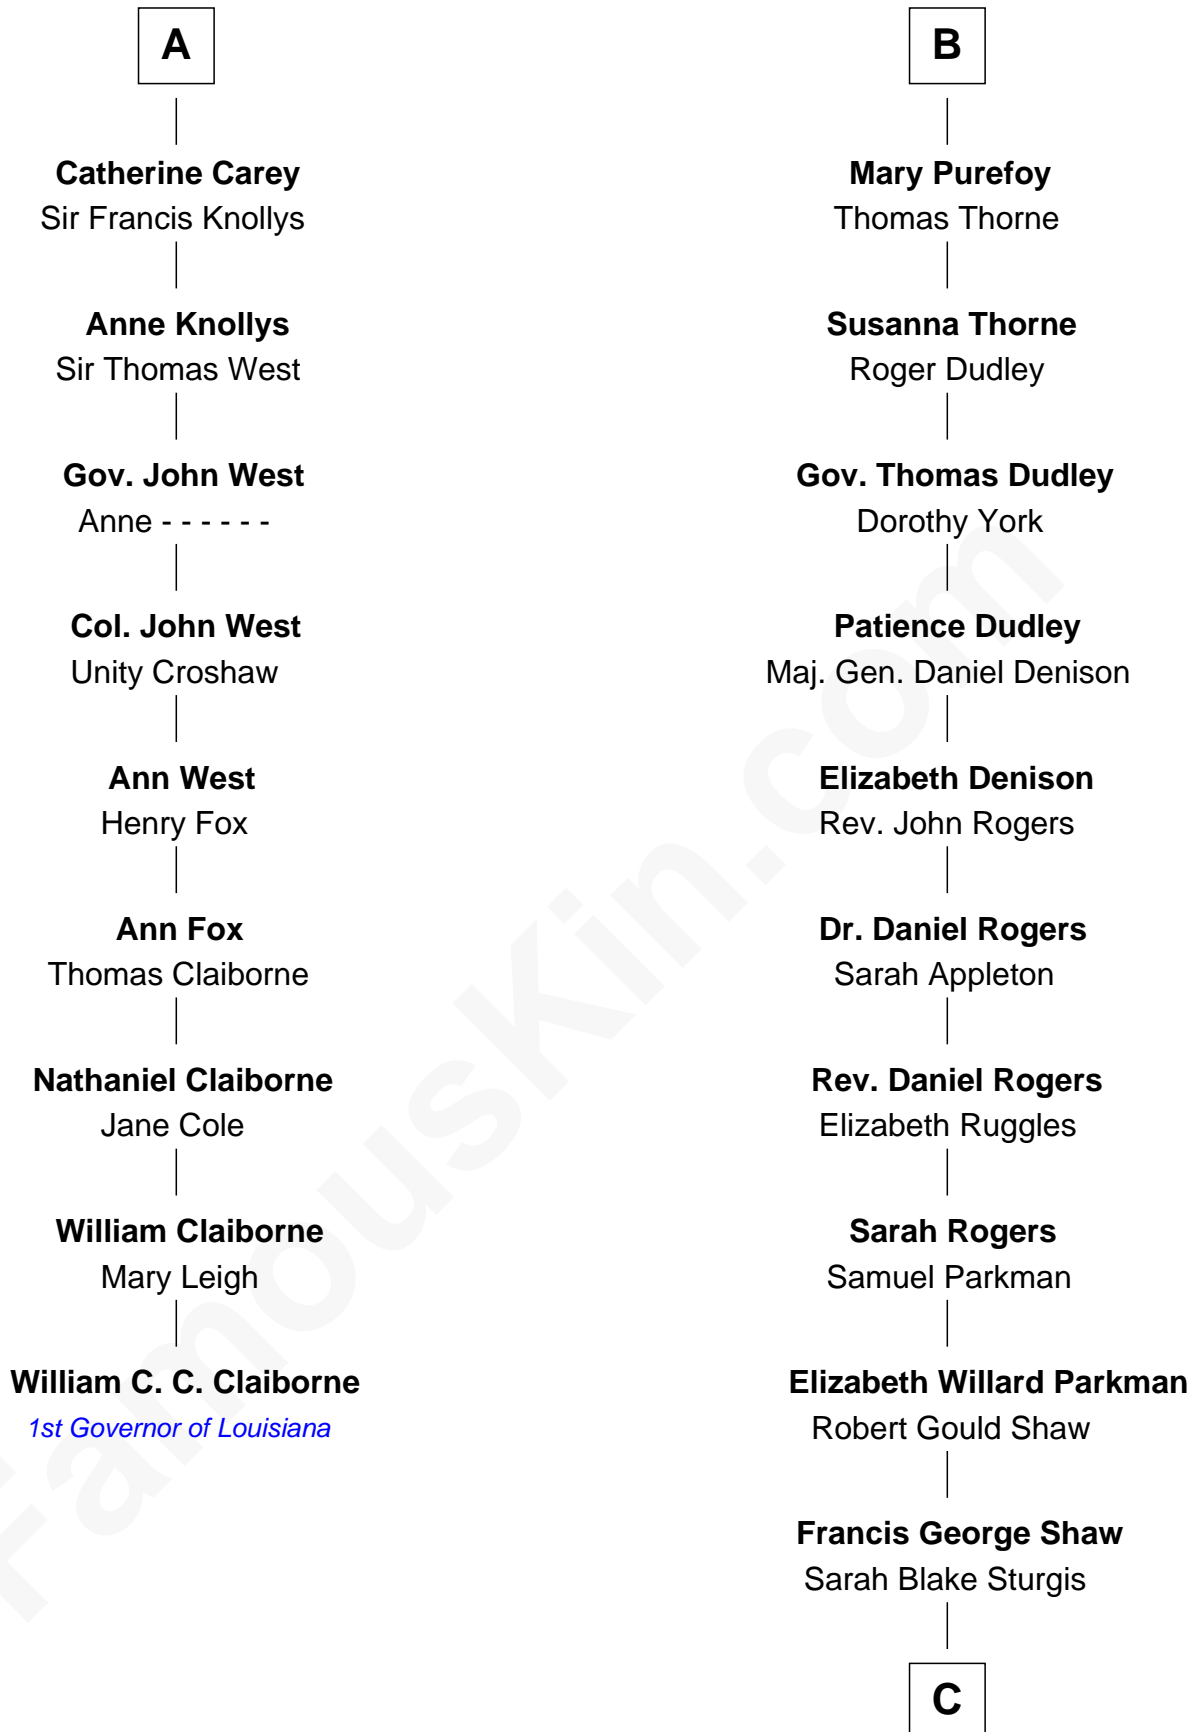 A
Catherine Carey
Sir Francis Knollys
Anne Knollys
Sir Thomas West
Gov. John West
Anne - - - - - -
Col. John West
Unity Croshaw
Ann West
Henry Fox
Ann Fox
Thomas Claiborne
Nathaniel Claiborne
Jane Cole
William Claiborne
Mary Leigh
William C. C. Claiborne
1st Governor of Louisiana
B
Mary Purefoy
Thomas Thorne
Susanna Thorne
Roger Dudley
Gov. Thomas Dudley
Dorothy York
Patience Dudley
Maj. Gen. Daniel Denison
Elizabeth Denison
Rev. John Rogers
Dr. Daniel Rogers
Sarah Appleton
Rev. Daniel Rogers
Elizabeth Ruggles
Sarah Rogers
Samuel Parkman
Elizabeth Willard Parkman
Robert Gould Shaw
Francis George Shaw
Sarah Blake Sturgis
C
FamousKin.com